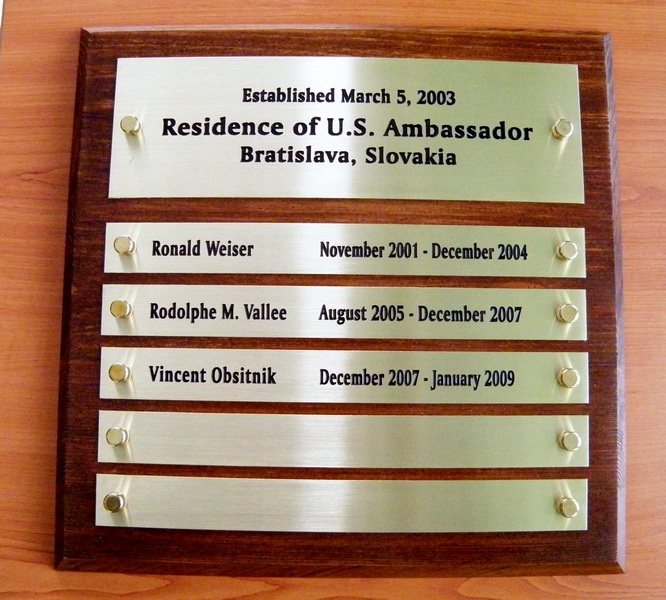 Established March 5, 2003
Residence of U.S. Ambassador
Bratislava, Slovakia
Ronald Weiser November 2001 - December 2004
Rodolphe M. Vallee August 2005 - December 2007
Vincent Obsitnik December 2007 - January 2009